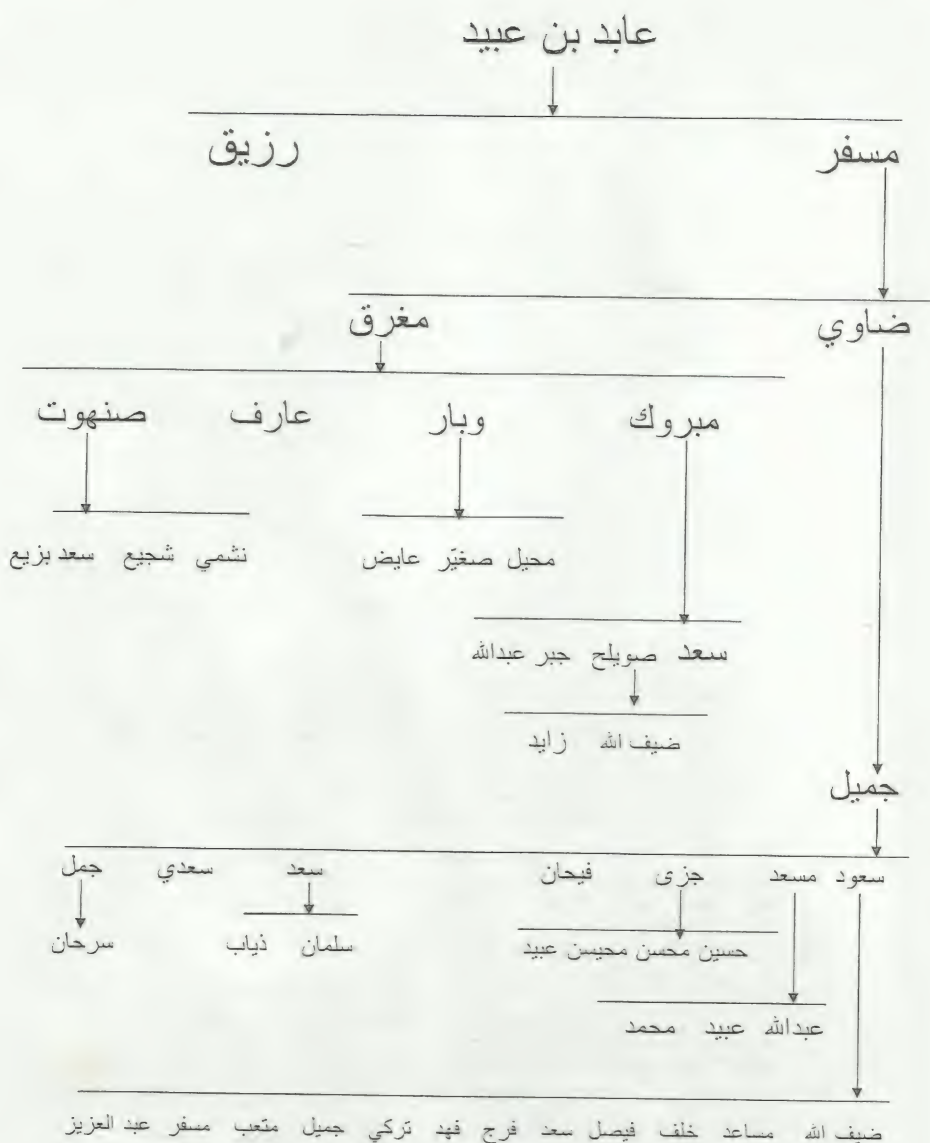 عابد بن عبيد
مسفر رزيق
ضاوي مغرق
مبروك وبار عارف صنهوت
محيل صغيّر عايض نشمي شجيع سعد بزيع
سعد صويلح جبر عبدالله
ضيف الله زايد
جميل
سعود مسعد جزى فيحان سعد سعدي جمل
حسين محسن محيسن عبيد سلمان ذياب سرحان
عبدالله عبيد محمد
ضيف الله مساعد خلف فيصل سعد فرج فهد تركي جميل متعب مسفر عبد العزيز